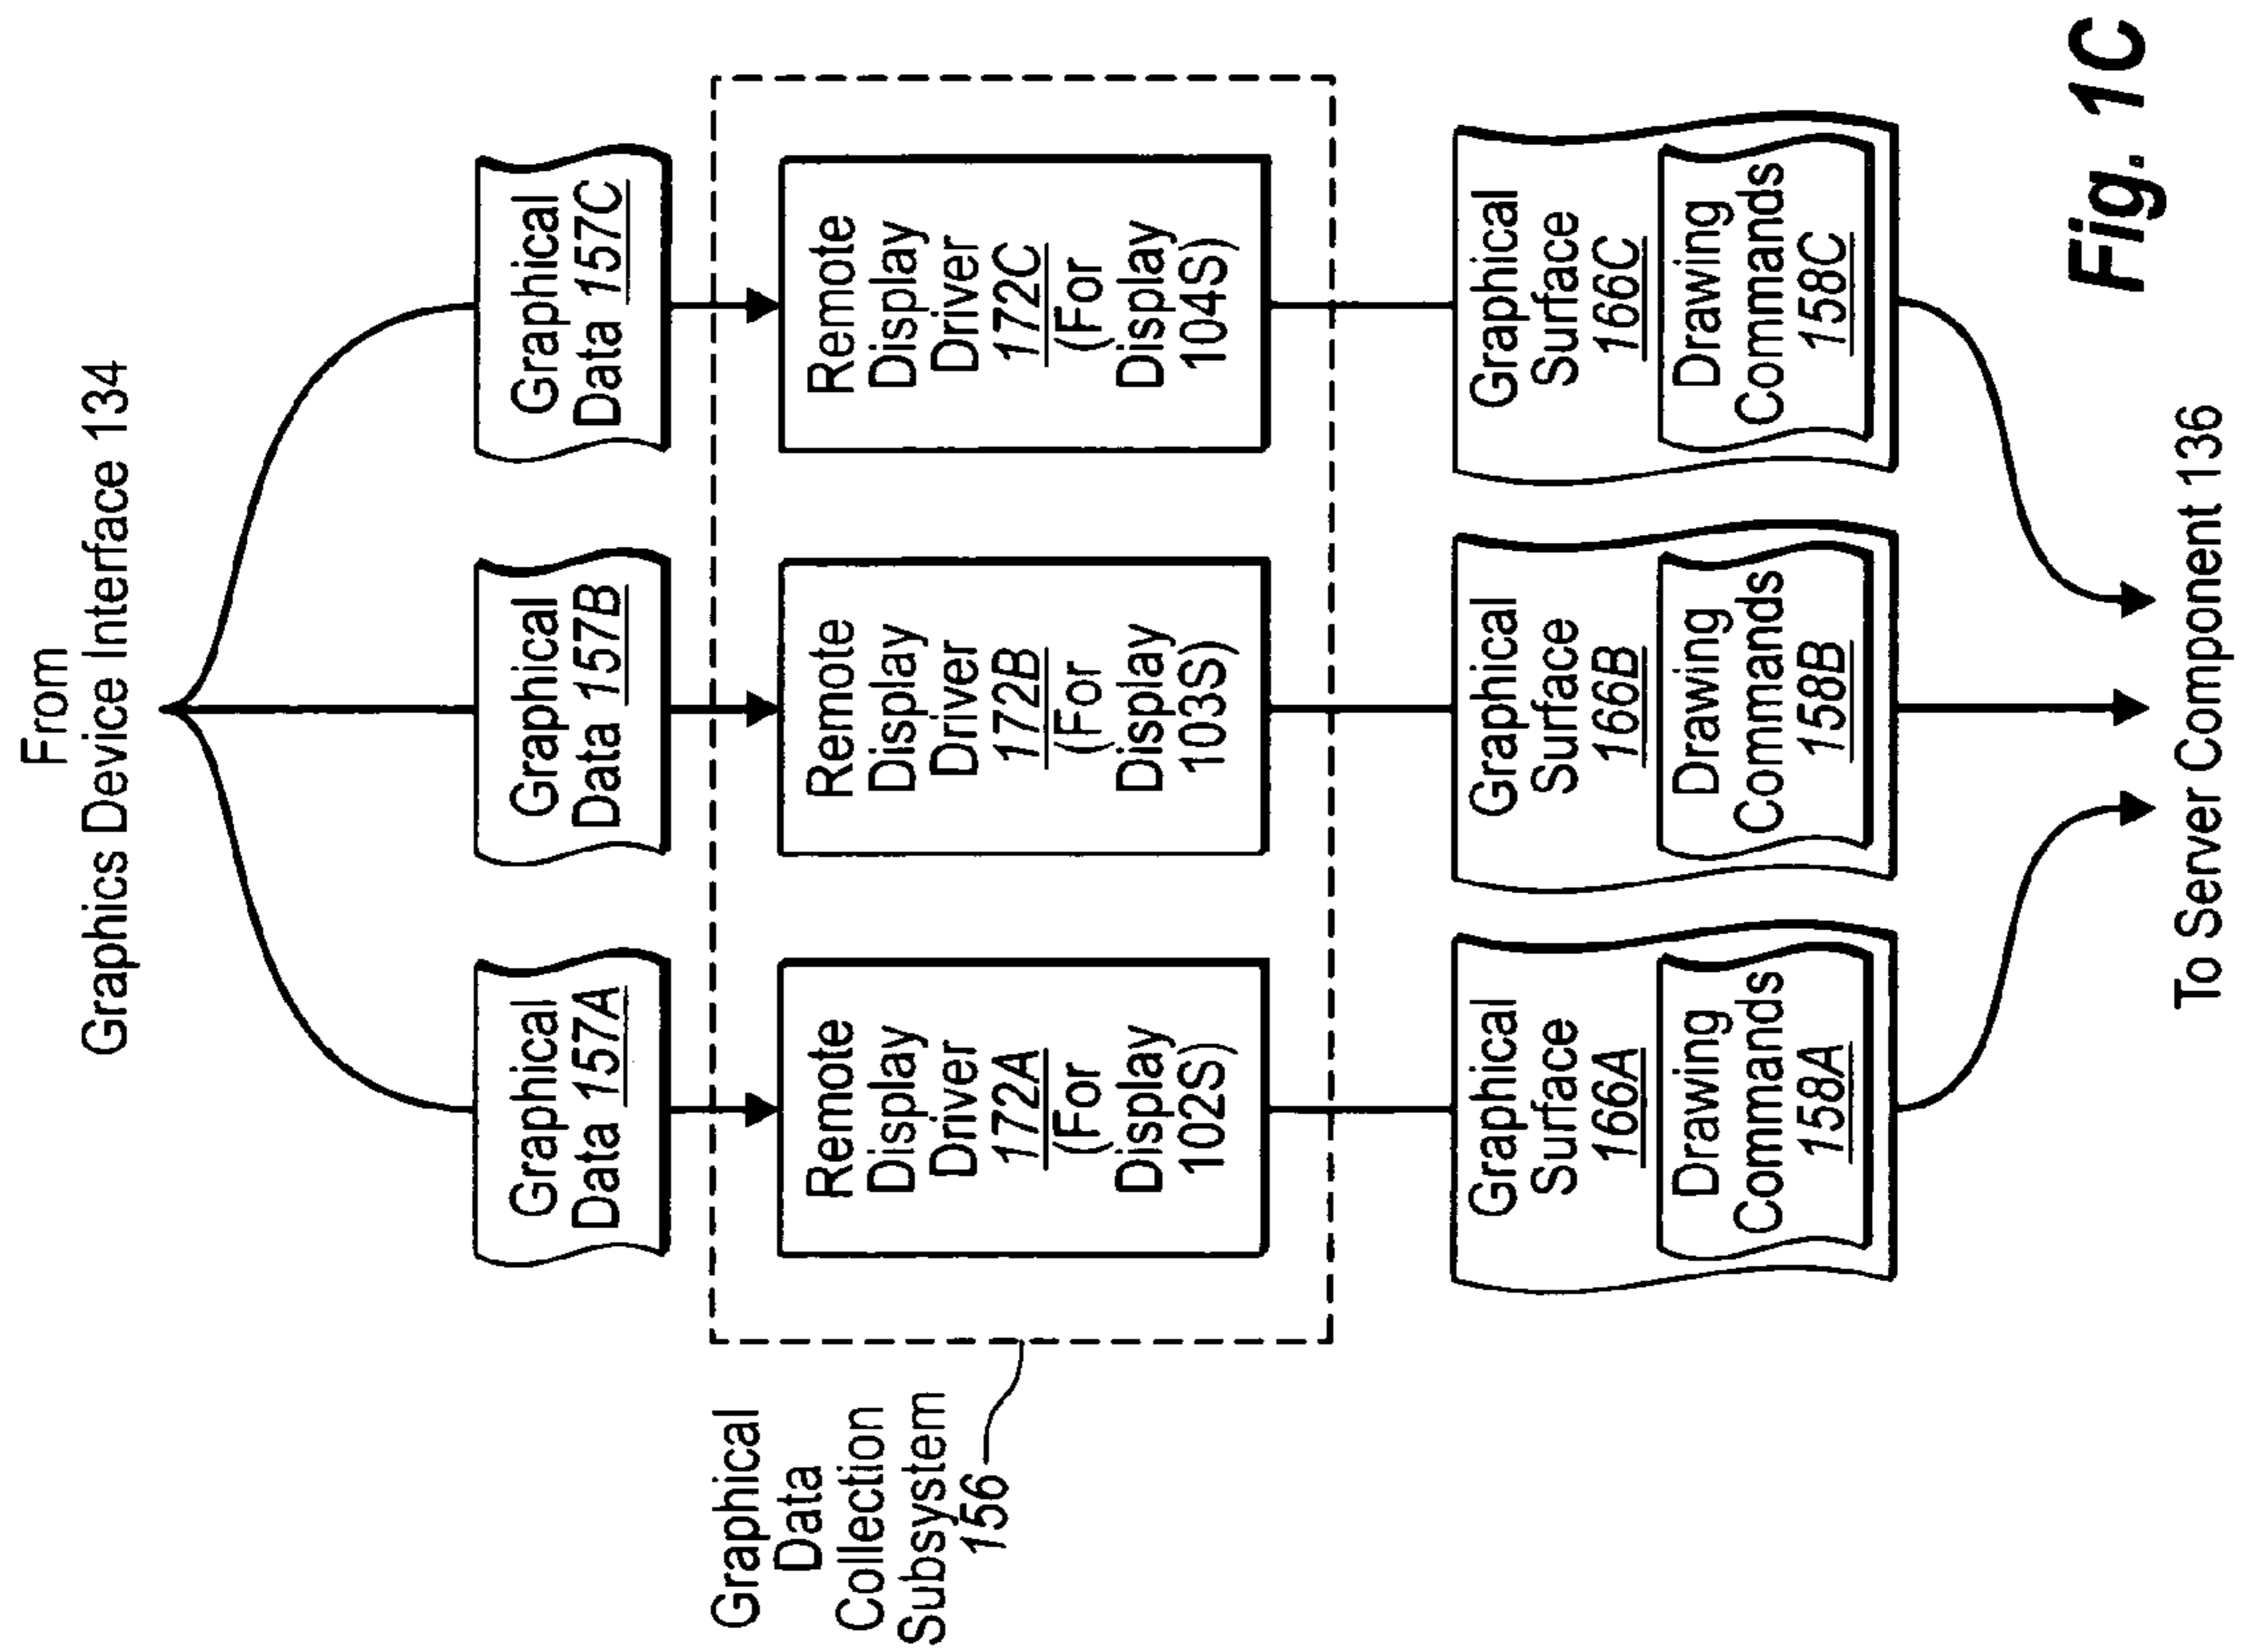 From
Graphics Device Interface 134
Graphical
Data 157A
Graphical
Data 157B
Graphical
Data 157C
Graphical
Data
Collection
Subsystem
156
Remote
Display
Driver
172A
(For
Display
102S)
Remote
Display
Driver
172B
(For
Display
103S)
Remote
Display
Driver
172C
(For
Display
104S)
Graphical
Surface
166A
Drawing
Commands
158A
Graphical
Surface
166B
Drawing
Commands
158B
Graphical
Surface
166C
Drawing
Commands
158C
To Server Component 136
Fig. 1C